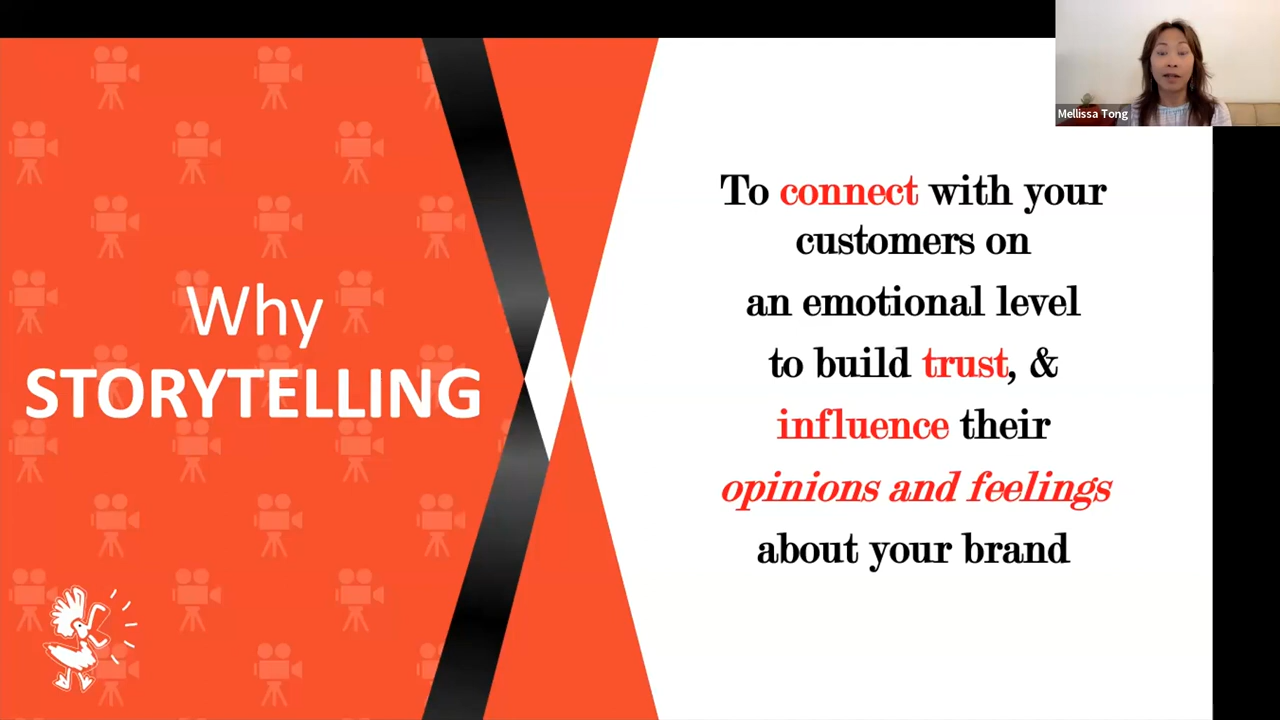 Mellissa Tong
Why
STORYTELLING
To connect with your
customers on
an emotional level
to build trust, &
influence their
opinions and feelings
about your brand